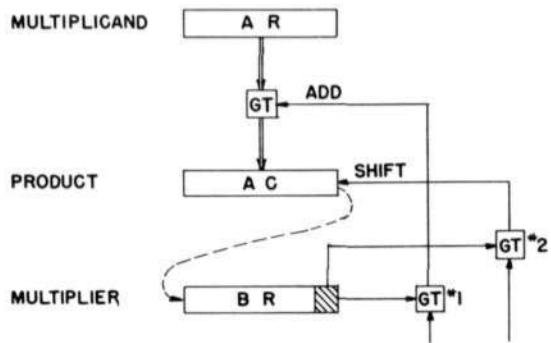 MULTIPLICAND
A R
GT
ADD
PRODUCT
A C
SHIFT
GT #2
MULTIPLIER
B R
GT #1